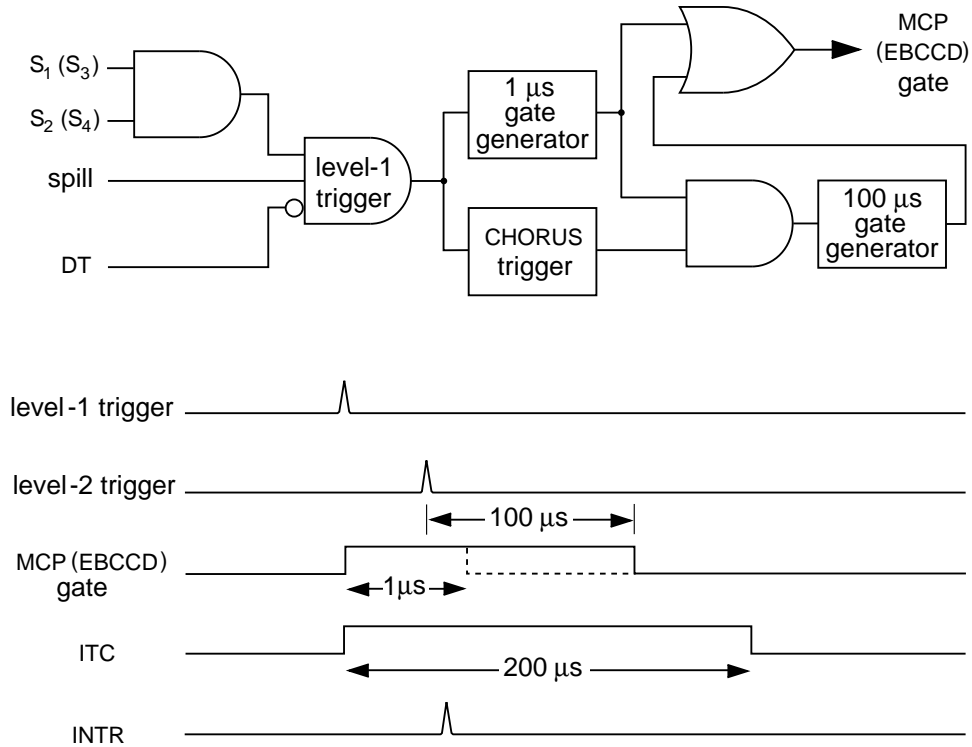 MCP
(EBCCD)
gate
S1 (S3)
S2 (S4)
spill
DT
level-1
trigger
1 μs
gate
generator
CHORUS
trigger
100 μs
gate
generator
level-1 trigger
level-2 trigger
100 μs
MCP (EBCCD)
gate
1μs
ITC
200 μs
INTR